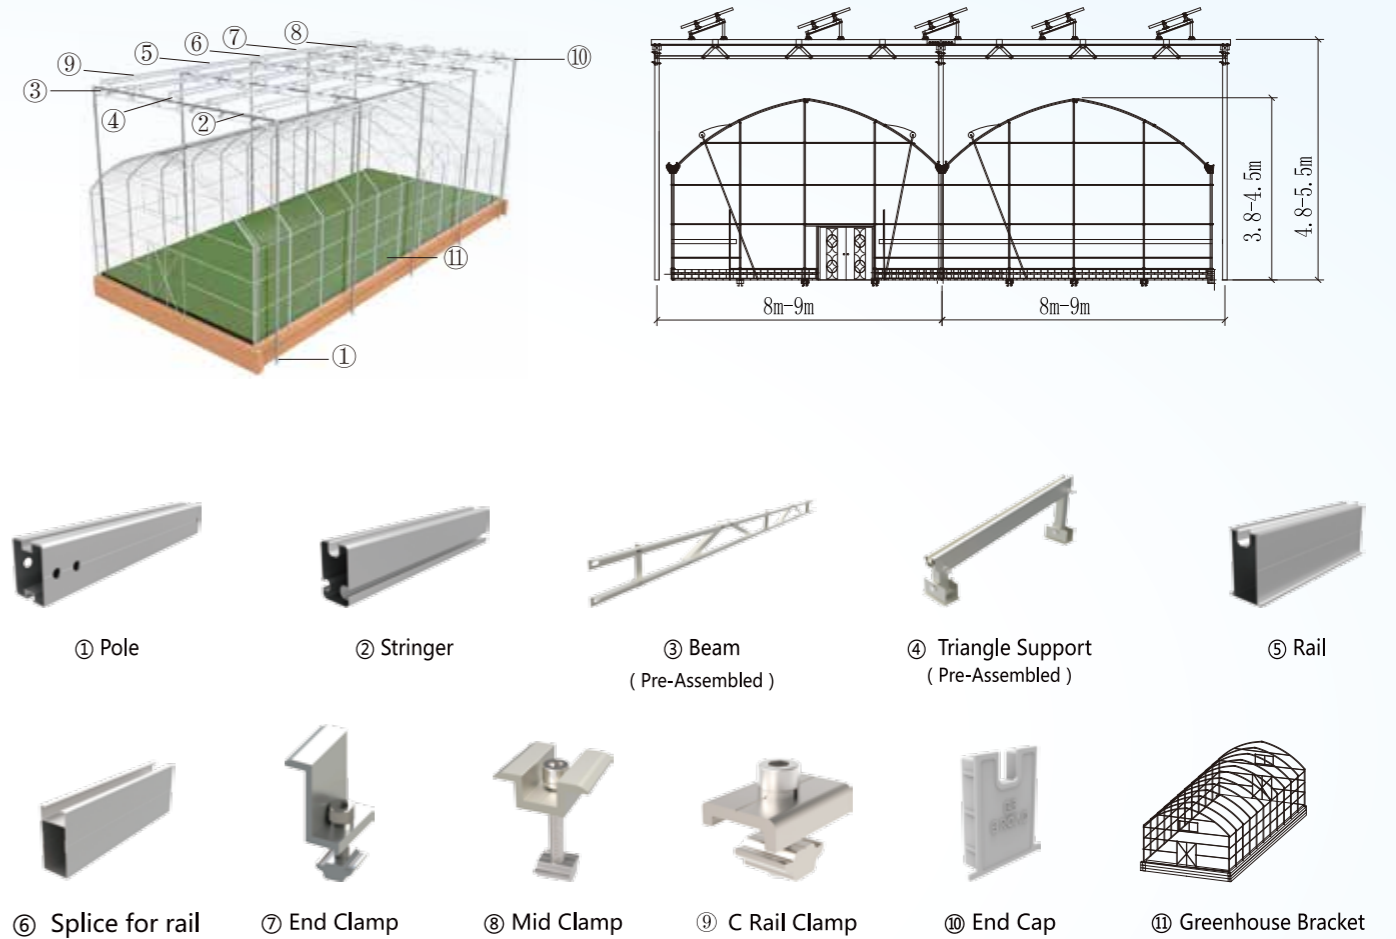 ⑧
⑦
⑥
⑤
⑨
⑩
③
④
②
⑪
①
3.8-4.5m
4.8-5.5m
8m-9m
8m-9m
① Pole
② Stringer
③ Beam
( Pre-Assembled )
④ Triangle Support
( Pre-Assembled )
⑤ Rail
⑥ Splice for rail
⑦ End Clamp
⑧ Mid Clamp
⑨ C Rail Clamp
⑩ End Cap
⑪ Greenhouse Bracket